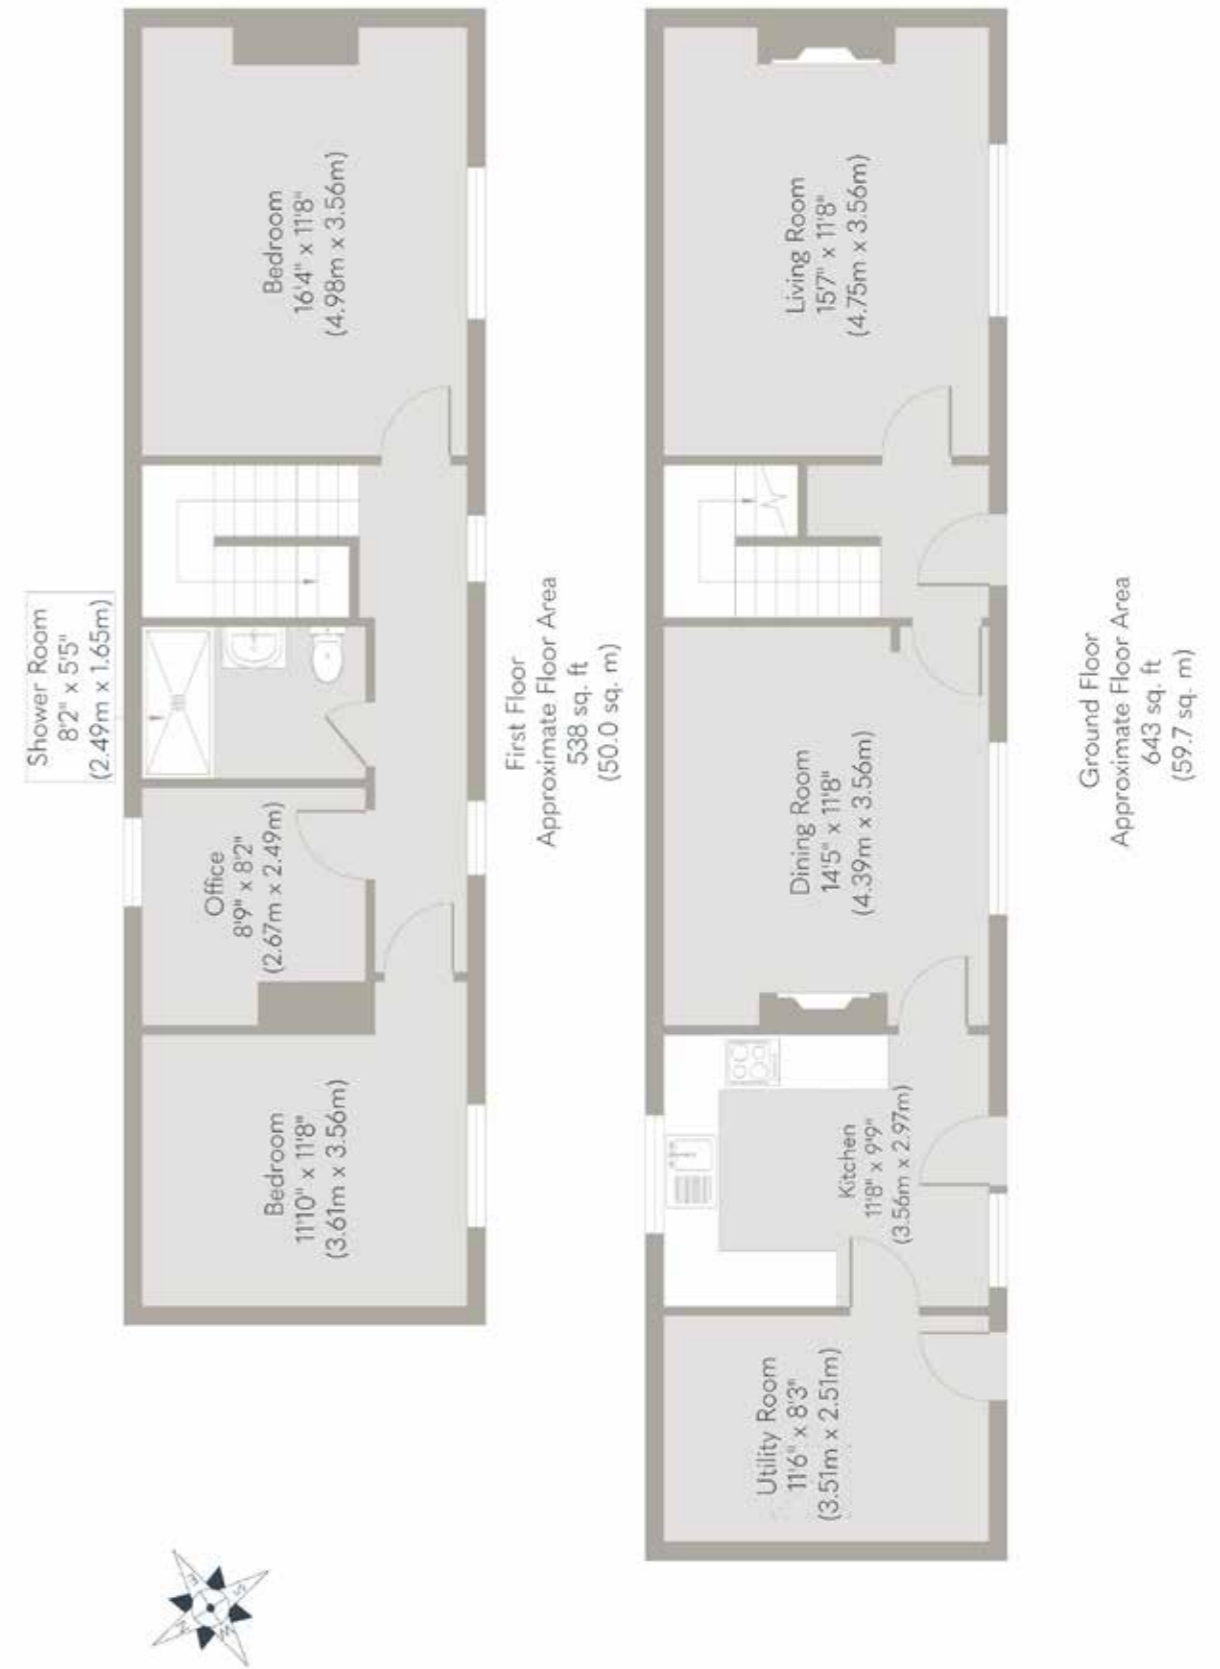 Shower Room
8'2" x 5'5"
(2.49m x 1.65m)
Bedroom
11'10" x 11'8"
(3.61m x 3.56m)
Office
8'9" x 8'2"
(2.67m x 2.49m)
Bedroom
16'4" x 11'8"
(4.98m x 3.56m)
First Floor
Approximate Floor Area
538 sq. ft
(50.0 sq. m)
Utility Room
11'6" x 8'3"
(3.51m x 2.51m)
Kitchen
11'8" x 9'9"
(3.56m x 2.97m)
Dining Room
14'5" x 11'8"
(4.39m x 3.56m)
Living Room
15'7" x 11'8"
(4.75m x 3.56m)
Ground Floor
Approximate Floor Area
643 sq. ft
(59.7 sq. m)